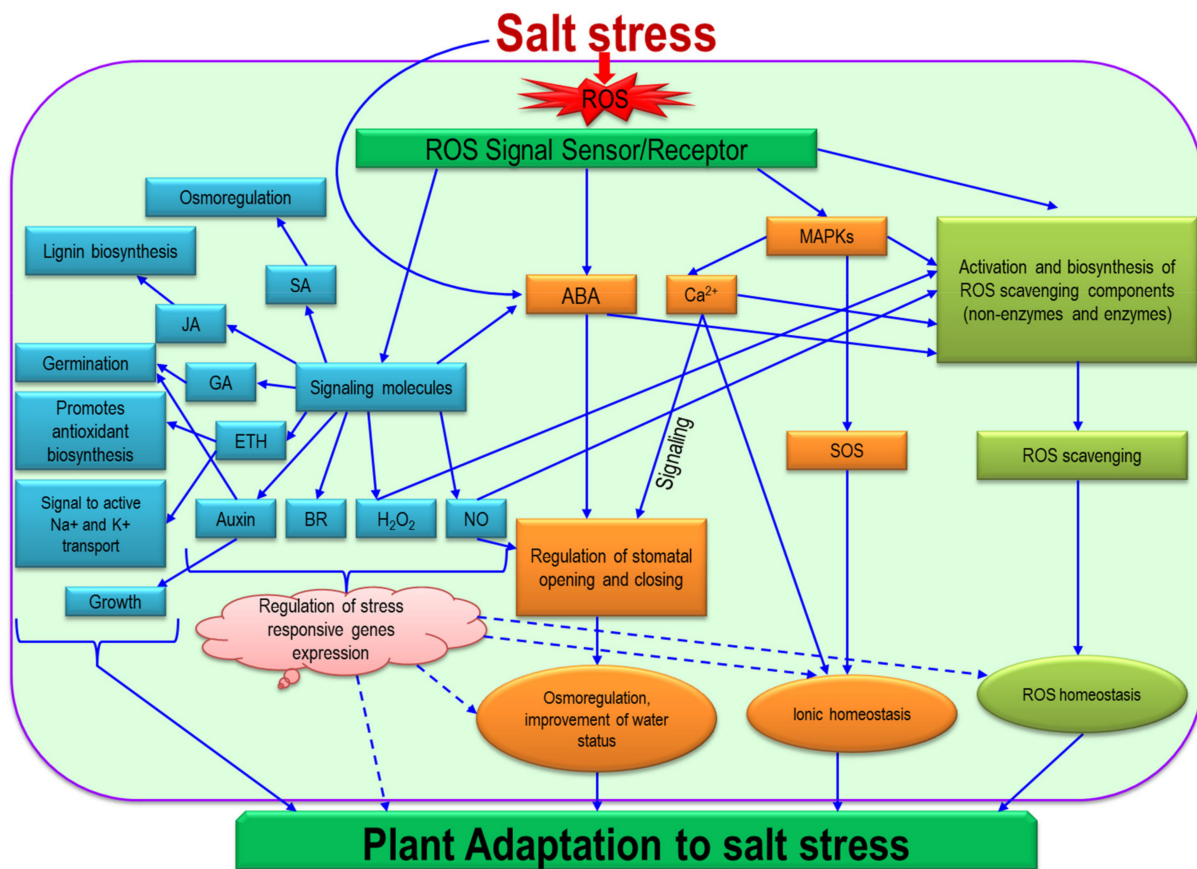 Salt stress
ROS
ROS Signal Sensor/Receptor
Osmoregulation
Lignin biosynthesis
SA
JA
Germination
GA
Signaling molecules
Promotes
antioxidant
biosynthesis
ETH
Signal to active
Na+ and K+
transport
Auxin
BR
H₂O₂
NO
Growth
Regulation of stress
responsive genes
expression
ABA
MAPKs
Ca²⁺
Signaling
SOS
Activation and biosynthesis of
ROS scavenging components
(non-enzymes and enzymes)
ROS scavenging
Regulation of stomatal
opening and closing
Osmoregulation,
improvement of water
status
Ionic homeostasis
ROS homeostasis
Plant Adaptation to salt stress